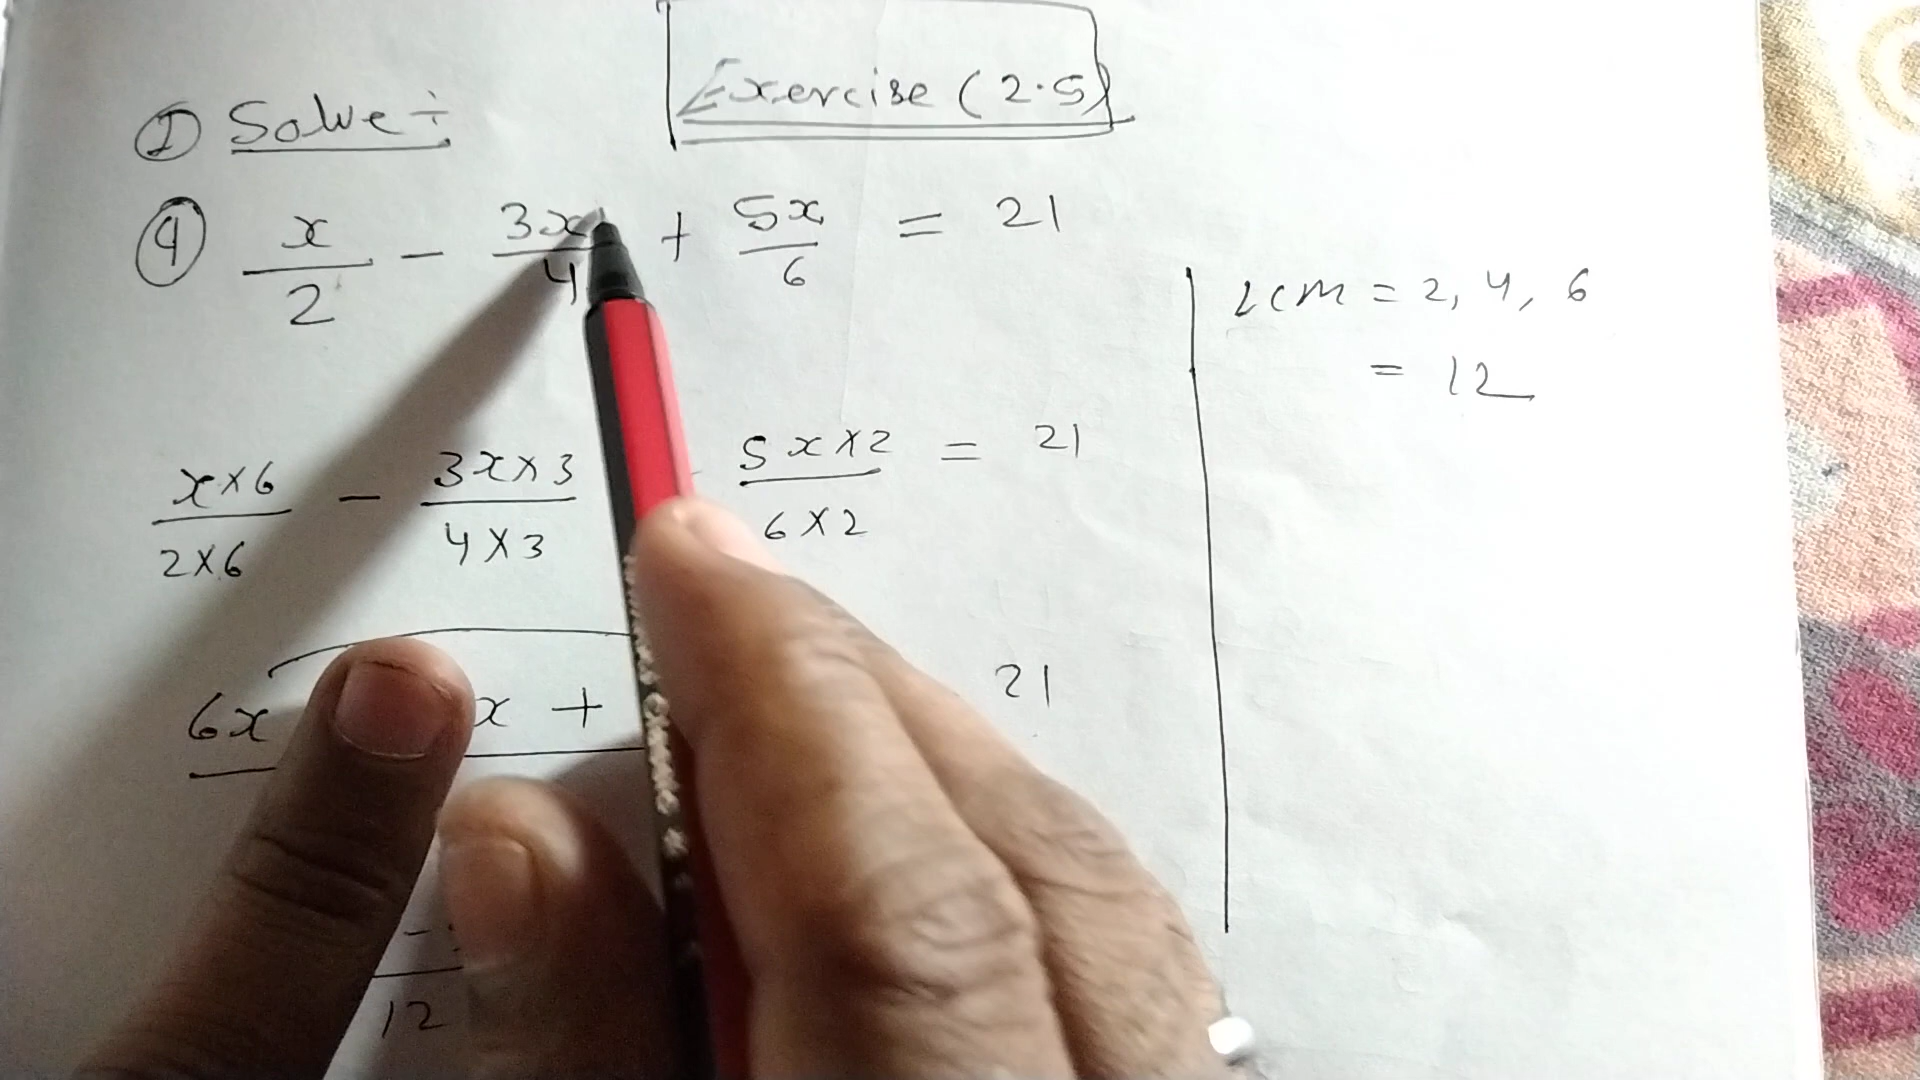 Exercise (2.5)
① Solve ÷
④ x/2 - 3x/4 + 5x/6 = 21
LCM = 2, 4, 6
= 12
x×6/2×6 - 3x×3/4×3 5x×2/6×2 = 21
6x x + 21
-
12